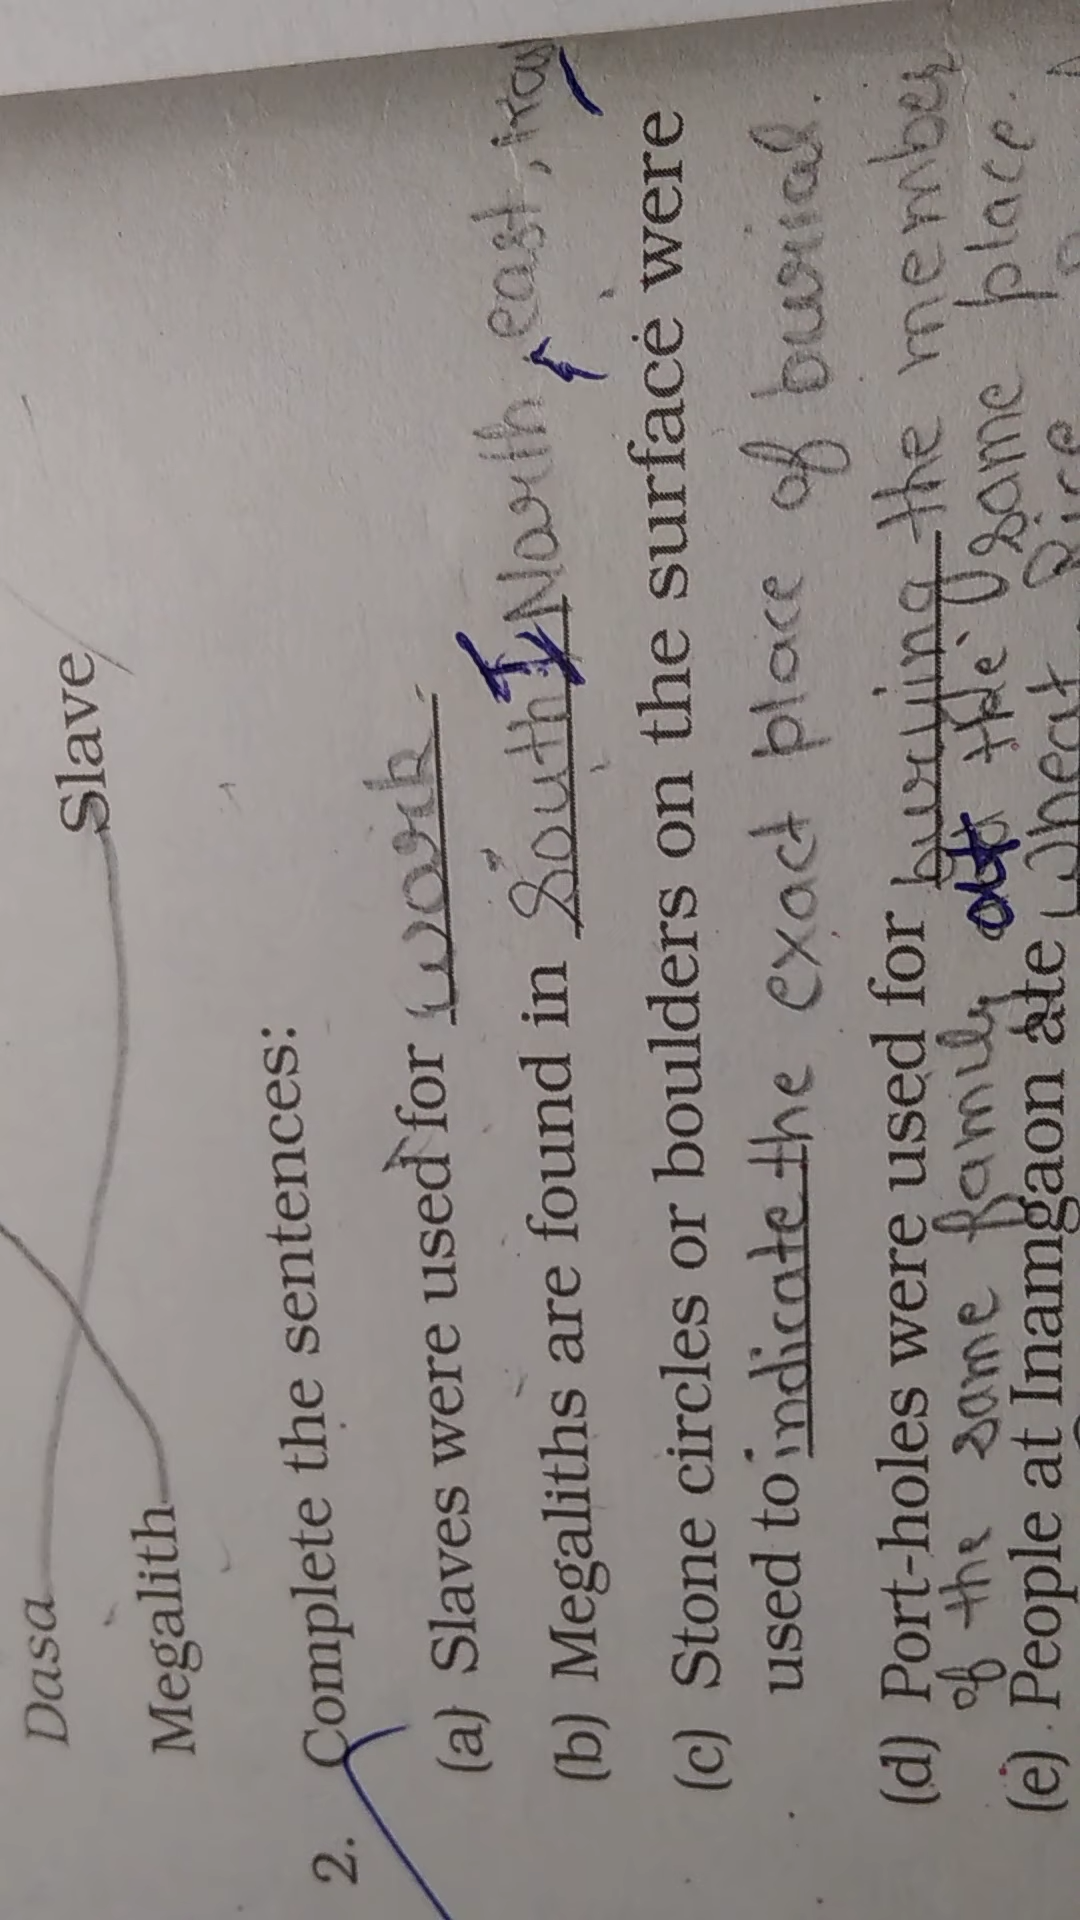 Dasa Slave
Megalith
2. Complete the sentences:
(a) Slaves were used for work.
(b) Megaliths are found in South, North, east,
(c) Stone circles or boulders on the surface were
used to indicate the exact place of burial.
(d) Port-holes were used for burying the member
of the same family at the same place.
(e) People at Inamgaon ate wheat, Rice